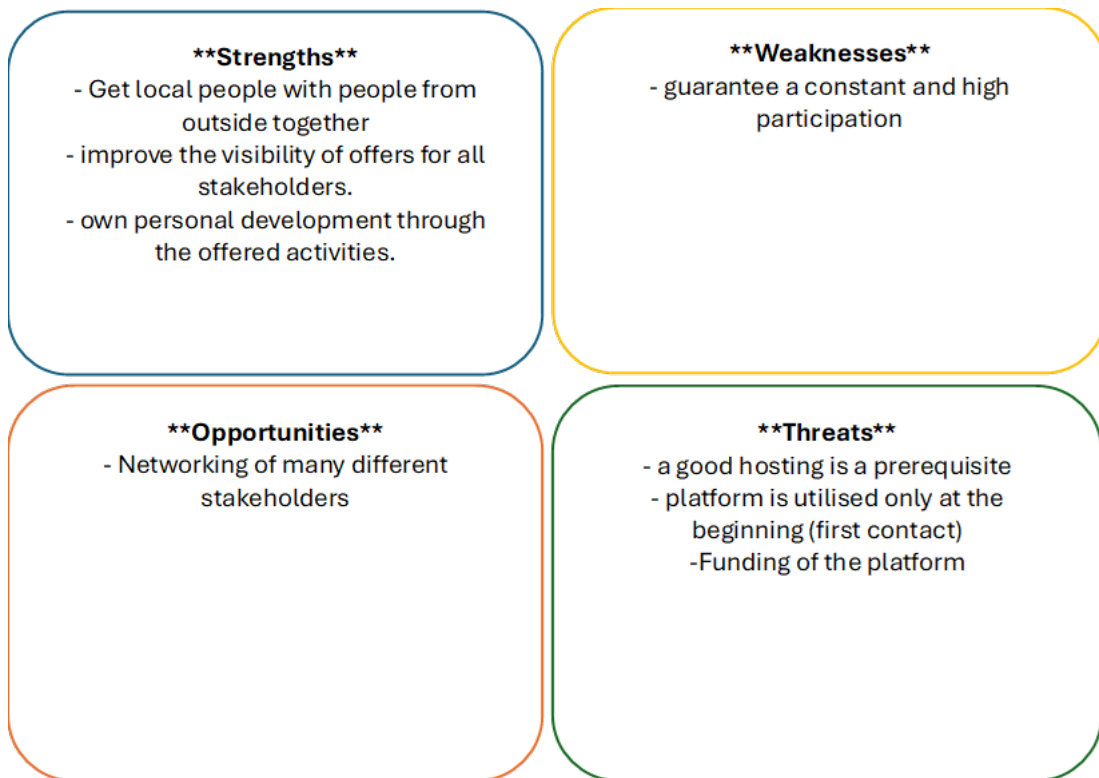 **Strengths**
- Get local people with people from
outside together
- improve the visibility of offers for all
stakeholders.
- own personal development through
the offered activities.
**Weaknesses**
- guarantee a constant and high
participation
**Opportunities**
- Networking of many different
stakeholders
**Threats**
- a good hosting is a prerequisite
- platform is utilised only at the
beginning (first contact)
-Funding of the platform